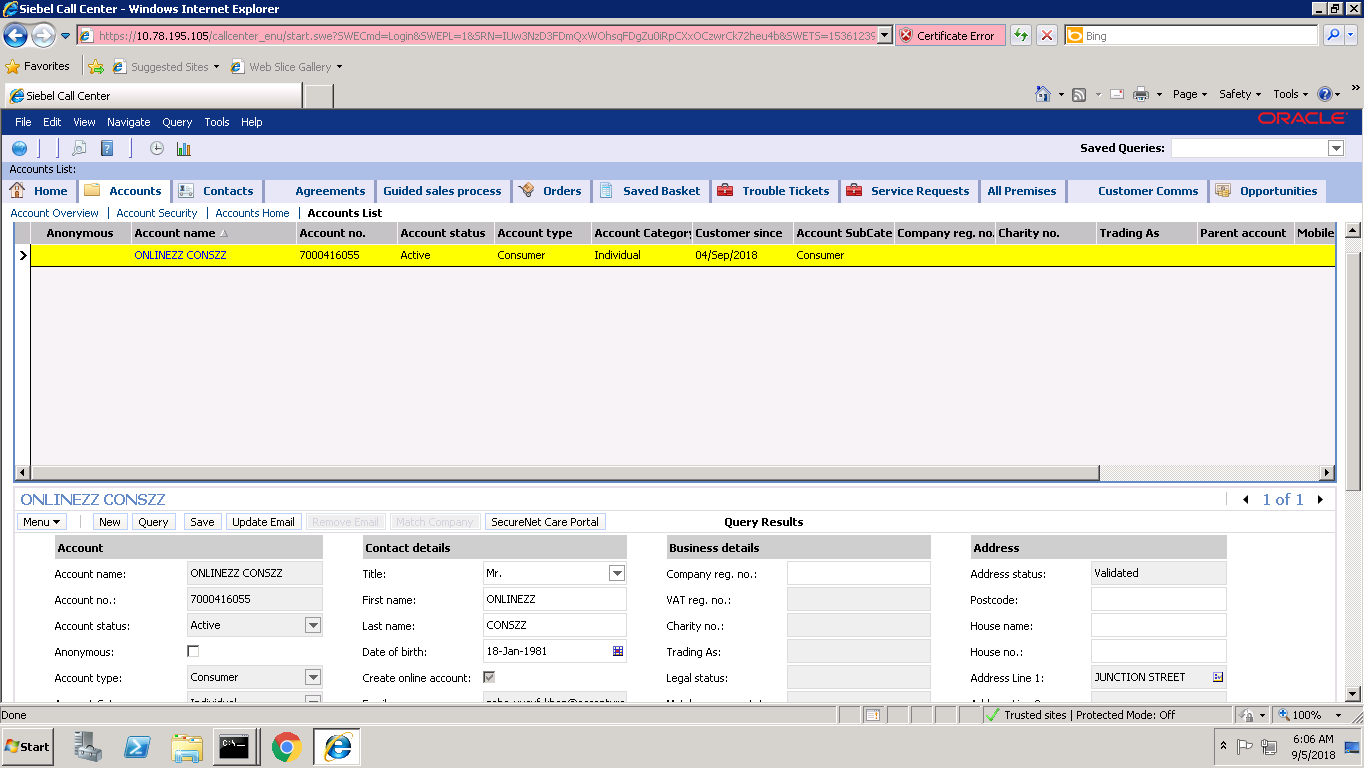 Siebel Call Center - Windows Internet Explorer
https://10.78.195.105/callcenter_enu/start.swe?SWECmd=Login&SWEPL=1&SRN=IUw3NzD3FDmQxWOhsqFDgZu0iRpCXxOCzwrCk72heu4b&SWETS=15361239 Certificate Error Bing
Favorites Suggested Sites Web Slice Gallery
Siebel Call Center Page Safety Tools
File Edit View Navigate Query Tools Help ORACLE
Saved Queries:
Accounts List:
Home Accounts Contacts Agreements Guided sales process Orders Saved Basket Trouble Tickets Service Requests All Premises Customer Comms Opportunities
Account Overview | Account Security | Accounts Home | Accounts List
Anonymous Account name Account no. Account status Account type Account Category Customer since Account SubCate Company reg. no. Charity no. Trading As Parent account Mobile
ONLINEZZ CONSZZ 7000416055 Active Consumer Individual 04/Sep/2018 Consumer
ONLINEZZ CONSZZ 1 of 1
Menu New Query Save Update Email Remove Email Match Company SecureNet Care Portal Query Results
Account Contact details Business details Address
Account name: ONLINEZZ CONSZZ Title: Mr. Company reg. no.: Address status: Validated
Account no.: 7000416055 First name: ONLINEZZ VAT reg. no.: Postcode:
Account status: Active Last name: CONSZZ Charity no.: House name:
Anonymous: Date of birth: 18-Jan-1981 Trading As: House no.:
Account type: Consumer Create online account: Legal status: Address Line 1: JUNCTION STREET
Done Trusted sites | Protected Mode: Off 100%
Start 6:06 AM
9/5/2018